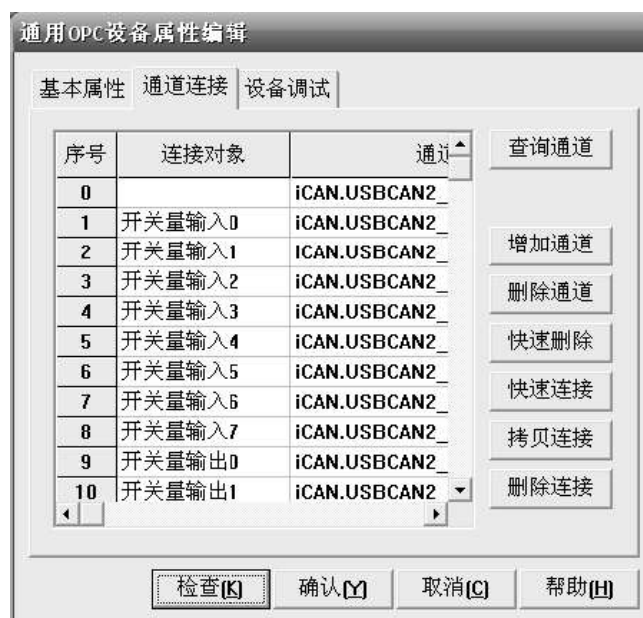 通用OPC设备属性编辑
基本属性 通道连接 设备调试
序号 连接对象 通道
查询通道
0 iCAN.USBCAN2_
1 开关量输入0 iCAN.USBCAN2_
2 开关量输入1 ICAN.USBCAN2_
增加通道
3 开关量输入2 iCAN.USBCAN2_
删除通道
4 开关量输入3 iCAN.USBCAN2_
5 开关量输入4 iCAN.USBCAN2_
快速删除
6 开关量输入5 iCAN.USBCAN2_
快速连接
7 开关量输入6 iCAN.USBCAN2_
8 开关量输入7 iCAN.USBCAN2_
拷贝连接
9 开关量输出0 iCAN.USBCAN2_
10 开关量输出1 iCAN.USBCAN2
删除连接
检查(K) 确认(Y) 取消(C) 帮助(H)